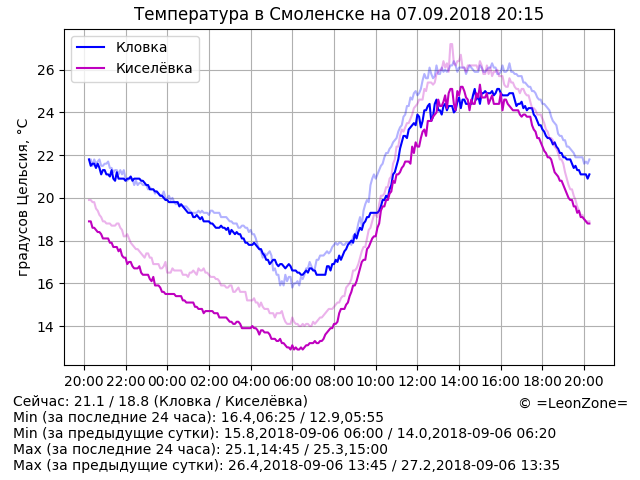 Температура в Смоленске на 07.09.2018 20:15
Кловка
Киселёвка
градусов Цельсия, °C
26
24
22
20
18
16
14
20:00 22:00 00:00 02:00 04:00 06:00 08:00 10:00 12:00 14:00 16:00 18:00 20:00
Сейчас: 21.1 / 18.8 (Кловка / Киселёвка)
© =LeonZone=
Min (за последние 24 часа): 16.4,06:25 / 12.9,05:55
Min (за предыдущие сутки): 15.8,2018-09-06 06:00 / 14.0,2018-09-06 06:20
Max (за последние 24 часа): 25.1,14:45 / 25.3,15:00
Max (за предыдущие сутки): 26.4,2018-09-06 13:45 / 27.2,2018-09-06 13:35